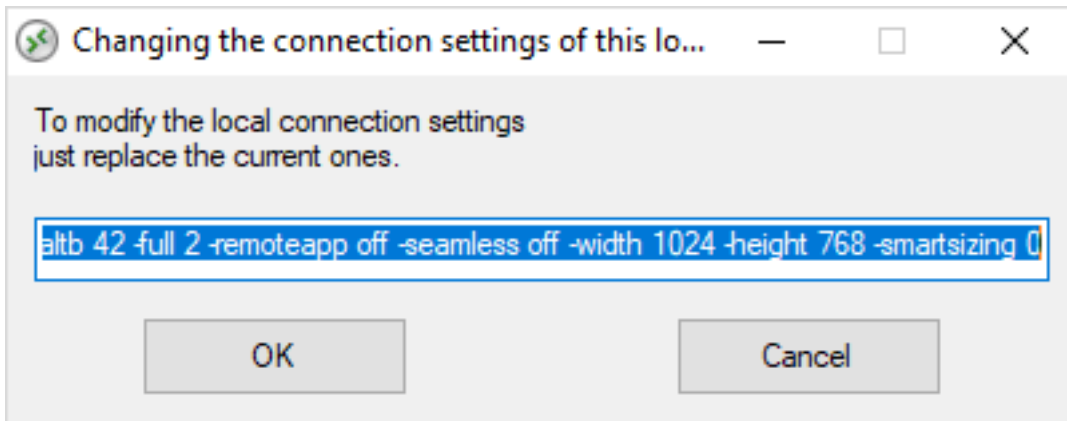 Changing the connection settings of this lo...
To modify the local connection settings
just replace the current ones.
altb 42 -full 2 -remoteapp off -seamless off -width 1024 -height 768 -smartsizing 0
OK
Cancel